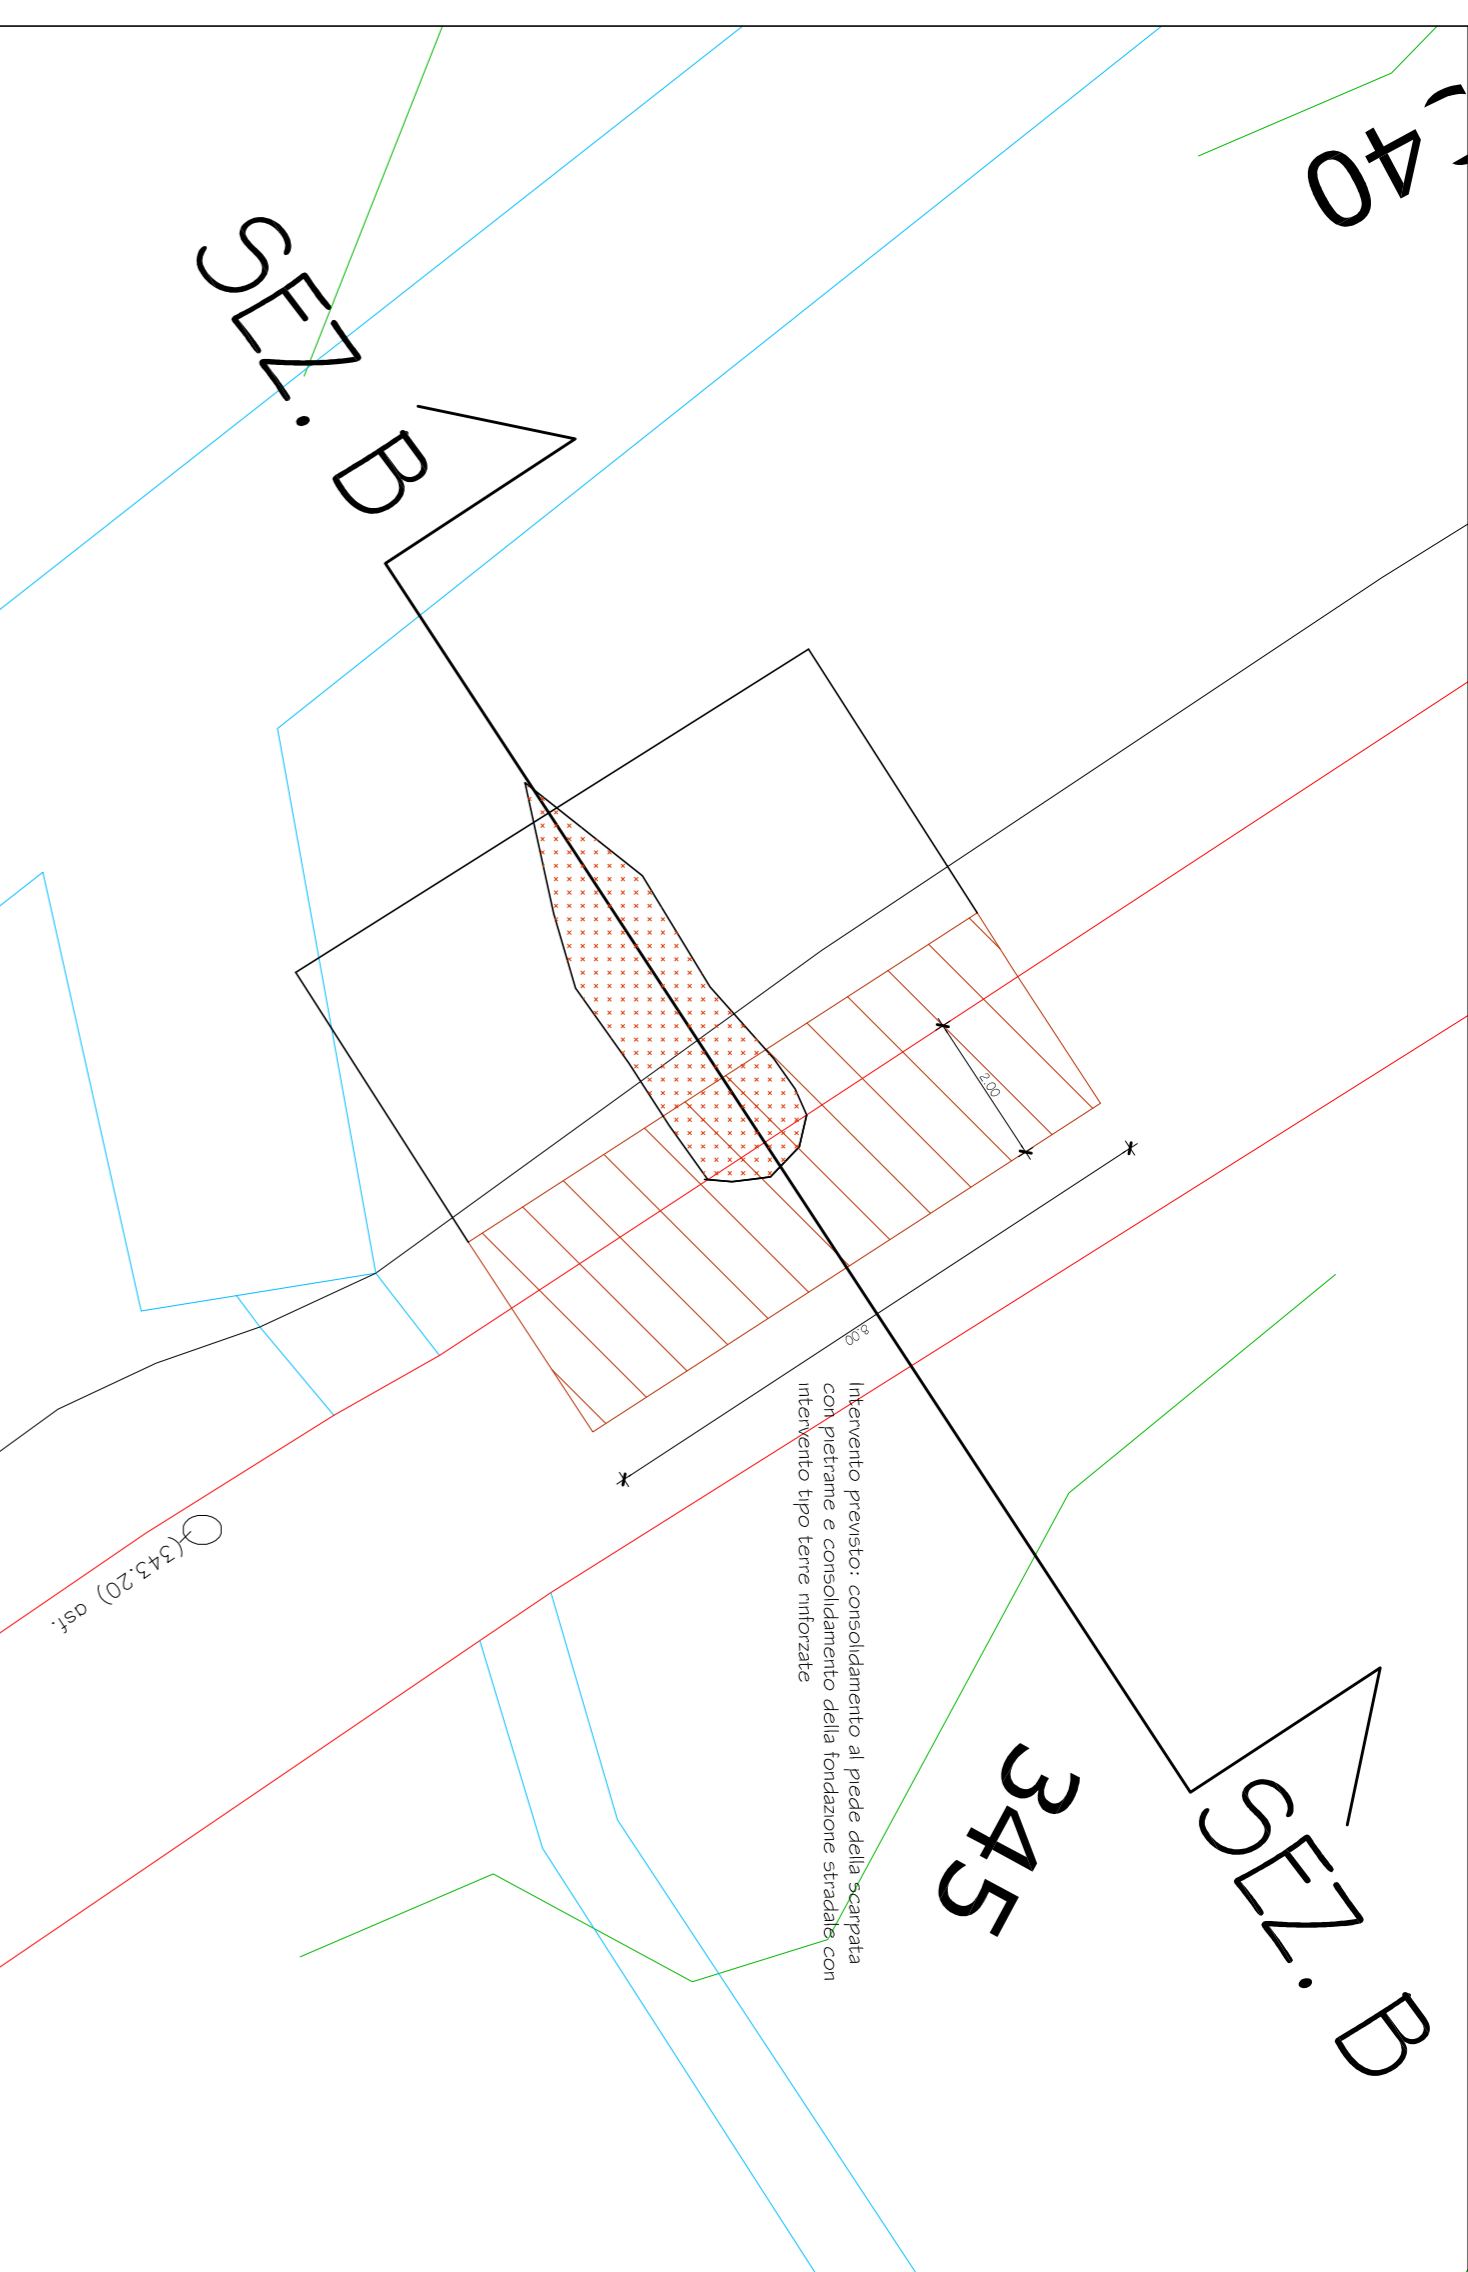 40
SEZ. B
2.00
8.00
Intervento previsto: consolidamento al piede della scarpata
con pietrame e consolidamento della fondazione stradale con
intervento tipo terre rinforzate
(343.20) asf.
345
SEZ. B